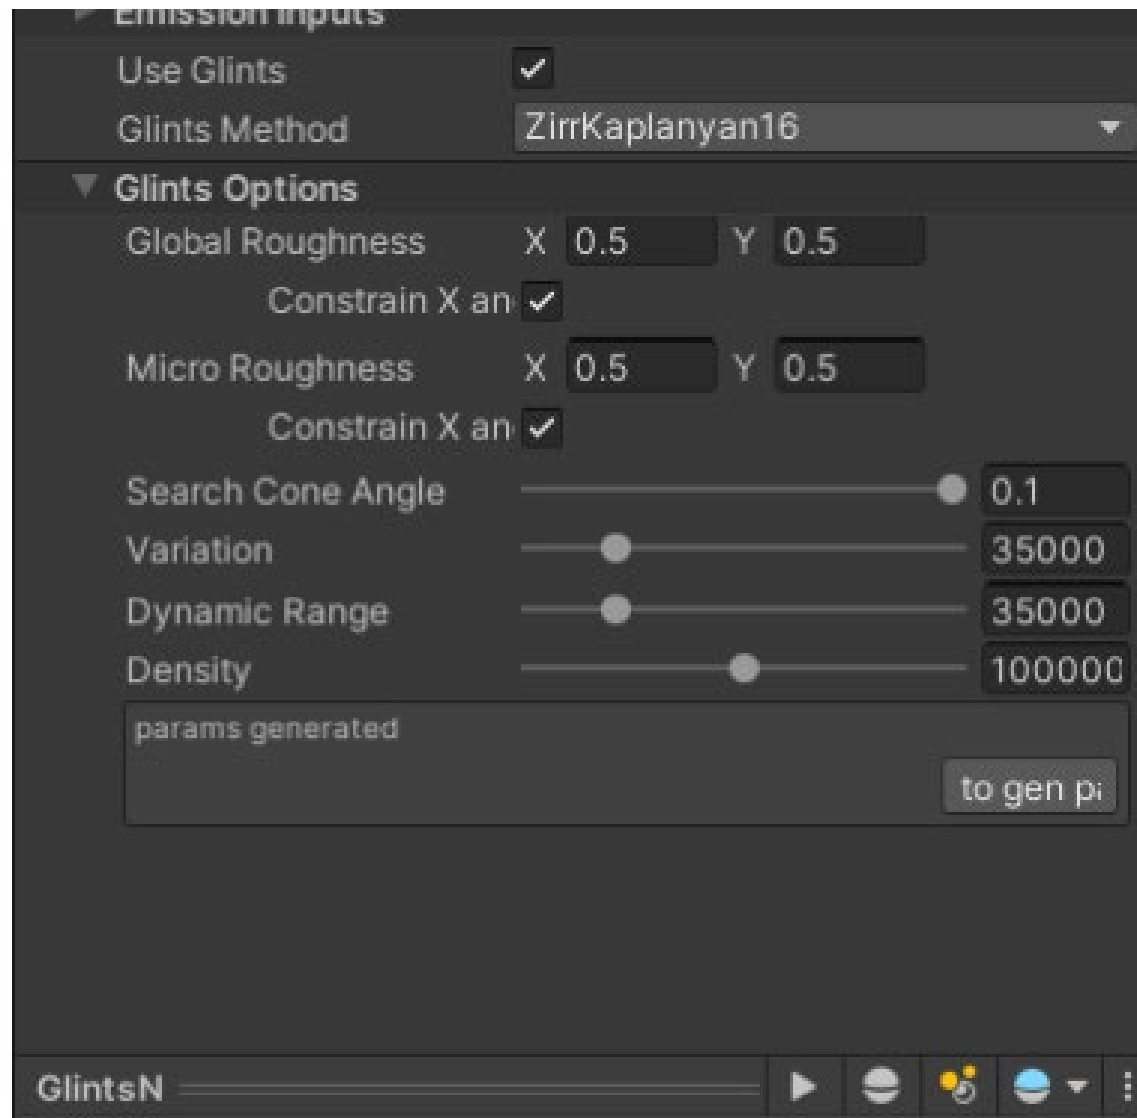 Emission Inputs
Use Glints
Glints Method ZirrKaplanyan16
Glints Options
Global Roughness X 0.5 Y 0.5
Constrain X an
Micro Roughness X 0.5 Y 0.5
Constrain X an
Search Cone Angle 0.1
Variation 35000
Dynamic Range 35000
Density 100000
params generated
to gen pa
GlintsN